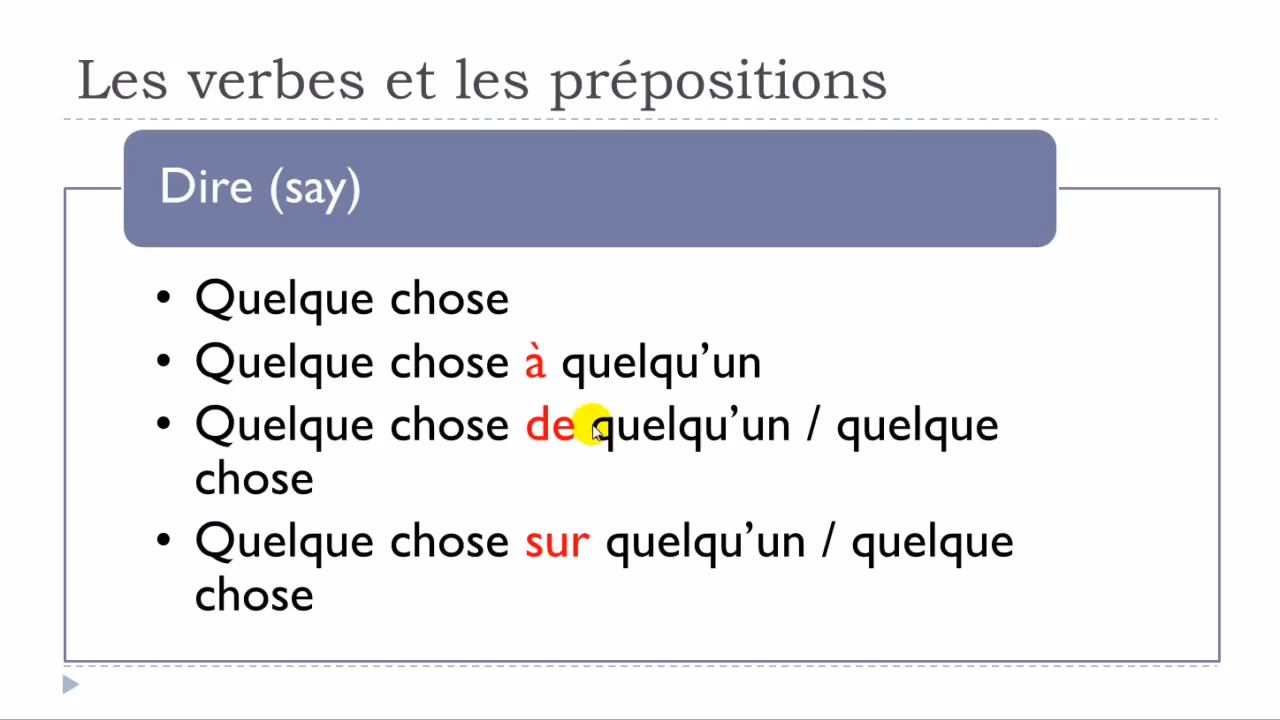 Les verbes et les prépositions
Dire (say)
• Quelque chose
• Quelque chose à quelqu’un
• Quelque chose de quelqu’un / quelque
chose
• Quelque chose sur quelqu’un / quelque
chose